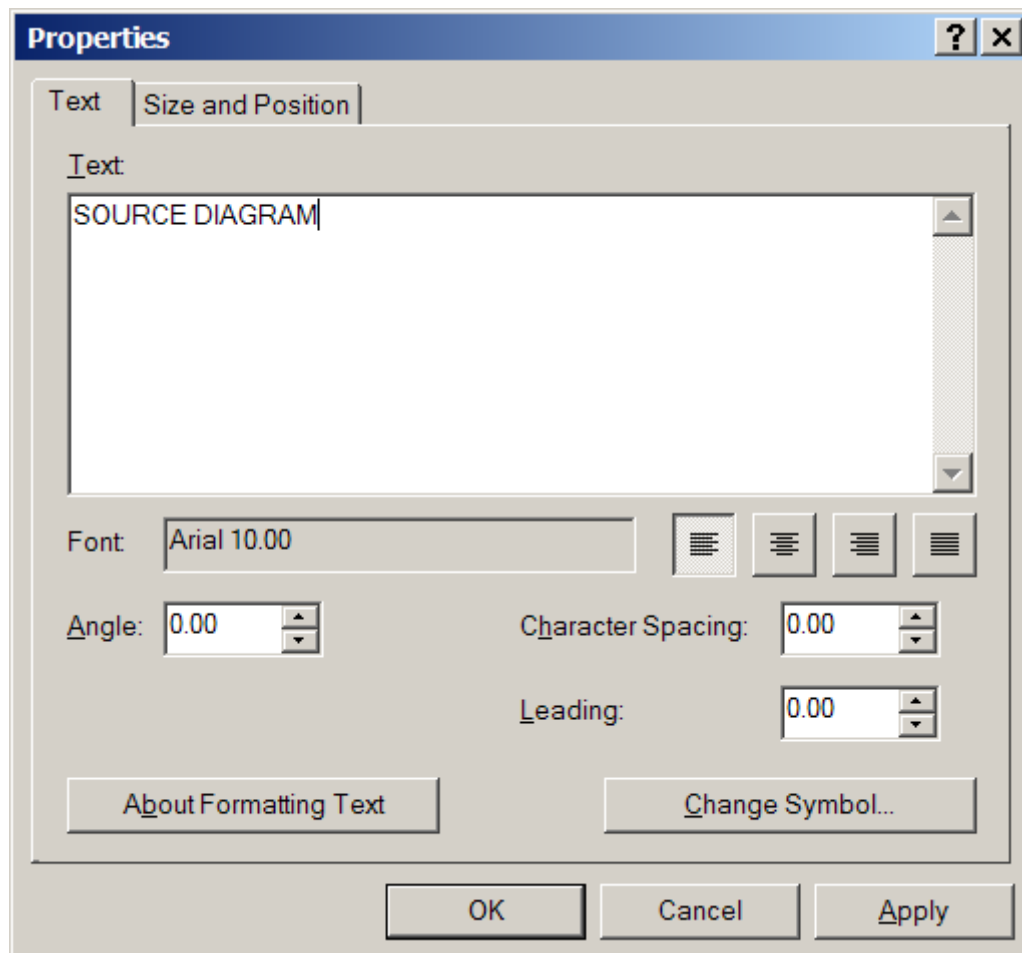 Properties
Text Size and Position
Text:
SOURCE DIAGRAM
Font: Arial 10.00
Angle: 0.00 Character Spacing: 0.00
Leading: 0.00
About Formatting Text Change Symbol...
OK Cancel Apply